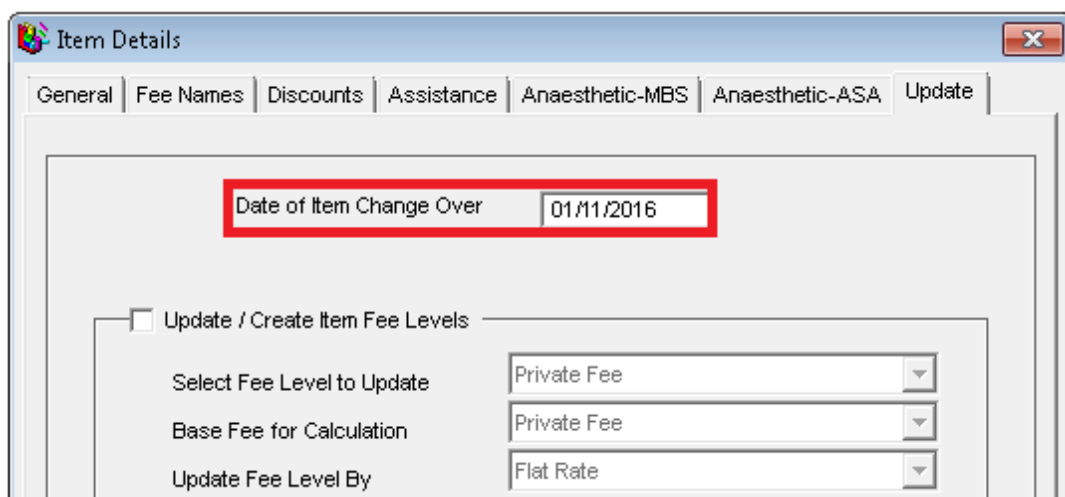 Item Details
General Fee Names Discounts Assistance Anaesthetic-MBS Anaesthetic-ASA Update
Date of Item Change Over 01/11/2016
Update / Create Item Fee Levels
Select Fee Level to Update Private Fee
Base Fee for Calculation Private Fee
Update Fee Level By Flat Rate